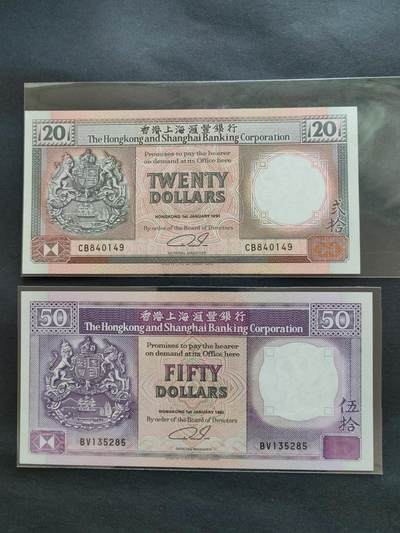 20
香港上海滙豐銀行
20
The Hongkong and Shanghai Banking Corporation
Promises to pay the bearer
on demand at its Office here
TWENTY
DOLLARS
HONGKONG 1st JANUARY 1991
By order of the Board of Directors
貳拾
CB840149
CB840149
50
香港上海滙豐銀行
50
The Hongkong and Shanghai Banking Corporation
Promises to pay the bearer
on demand at its Office here
FIFTY
DOLLARS
By order of the Board of Directors
伍拾
BV135285
BV135285